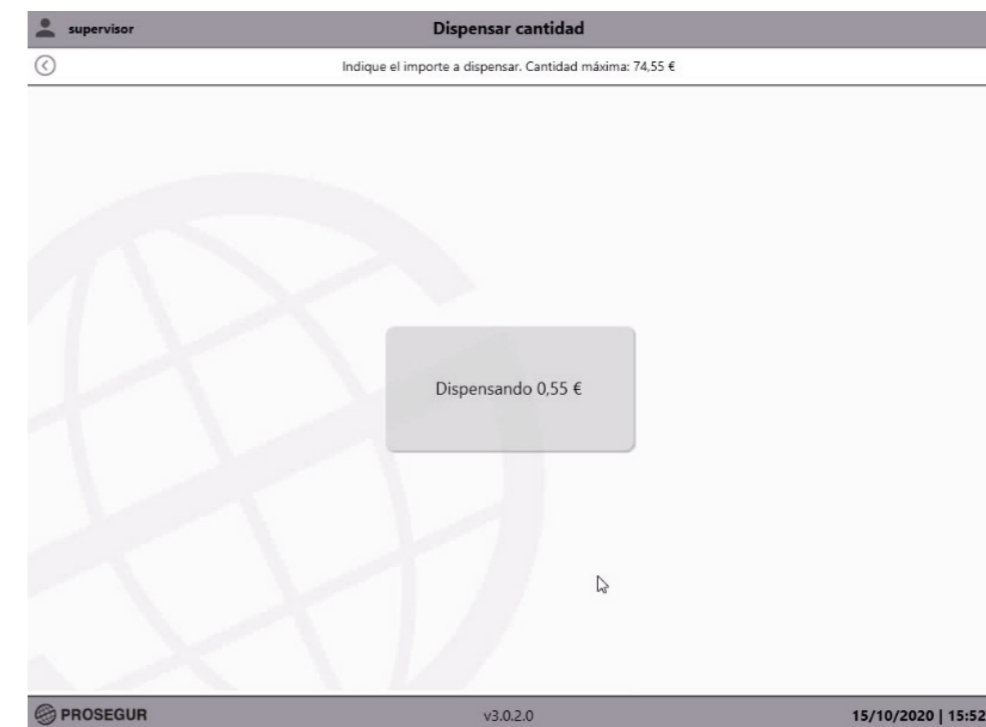 supervisor
Dispensar cantidad
Indique el importe a dispensar. Cantidad máxima: 74,55 €
Dispensando 0,55 €
PROSEGUR
v3.0.2.0
15/10/2020 | 15:52